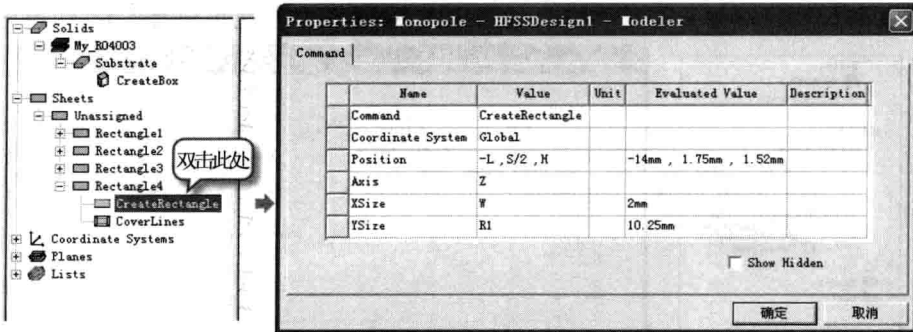 Solids
My_R04003
Substrate
CreateBox
Sheets
Unassigned
Rectangle1
Rectangle2
Rectangle3
Rectangle4
CreateRectangle
CoverLines
Coordinate Systems
Planes
Lists
双击此处
Properties: Monopole - HFSSDesign1 - Modeler
Command
Name Value Unit Evaluated Value Description
Command CreateRectangle
Coordinate System Global
Position -L ,S/2 ,H -14mm , 1.75mm , 1.52mm
Axis Z
XSize W 2mm
YSize R1 10.25mm
Show Hidden
确定 取消